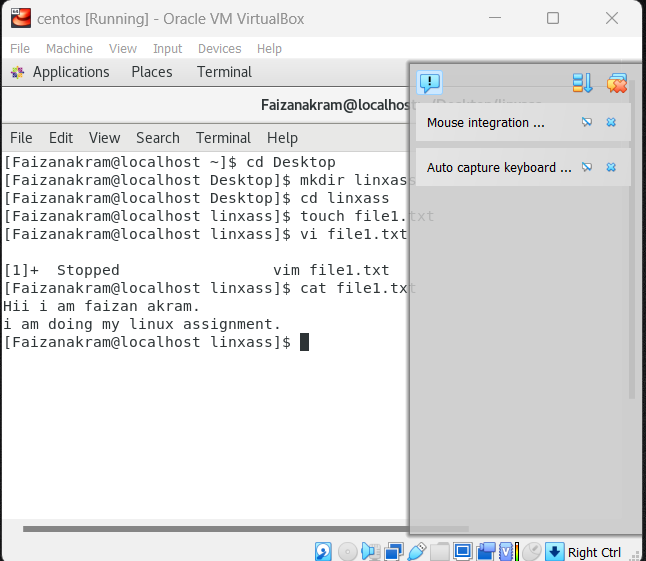 centos [Running] - Oracle VM VirtualBox
File Machine View Input Devices Help
Applications Places Terminal
Faizanakram@localhost
File Edit View Search Terminal Help
[Faizanakram@localhost ~]$ cd Desktop
[Faizanakram@localhost Desktop]$ mkdir linxass
[Faizanakram@localhost Desktop]$ cd linxass
[Faizanakram@localhost linxass]$ touch file1.txt
[Faizanakram@localhost linxass]$ vi file1.txt
[1]+  Stopped                 vim file1.txt
[Faizanakram@localhost linxass]$ cat file1.txt
Hii i am faizan akram.
i am doing my linux assignment.
[Faizanakram@localhost linxass]$
Mouse integration ...
Auto capture keyboard ...
Right Ctrl